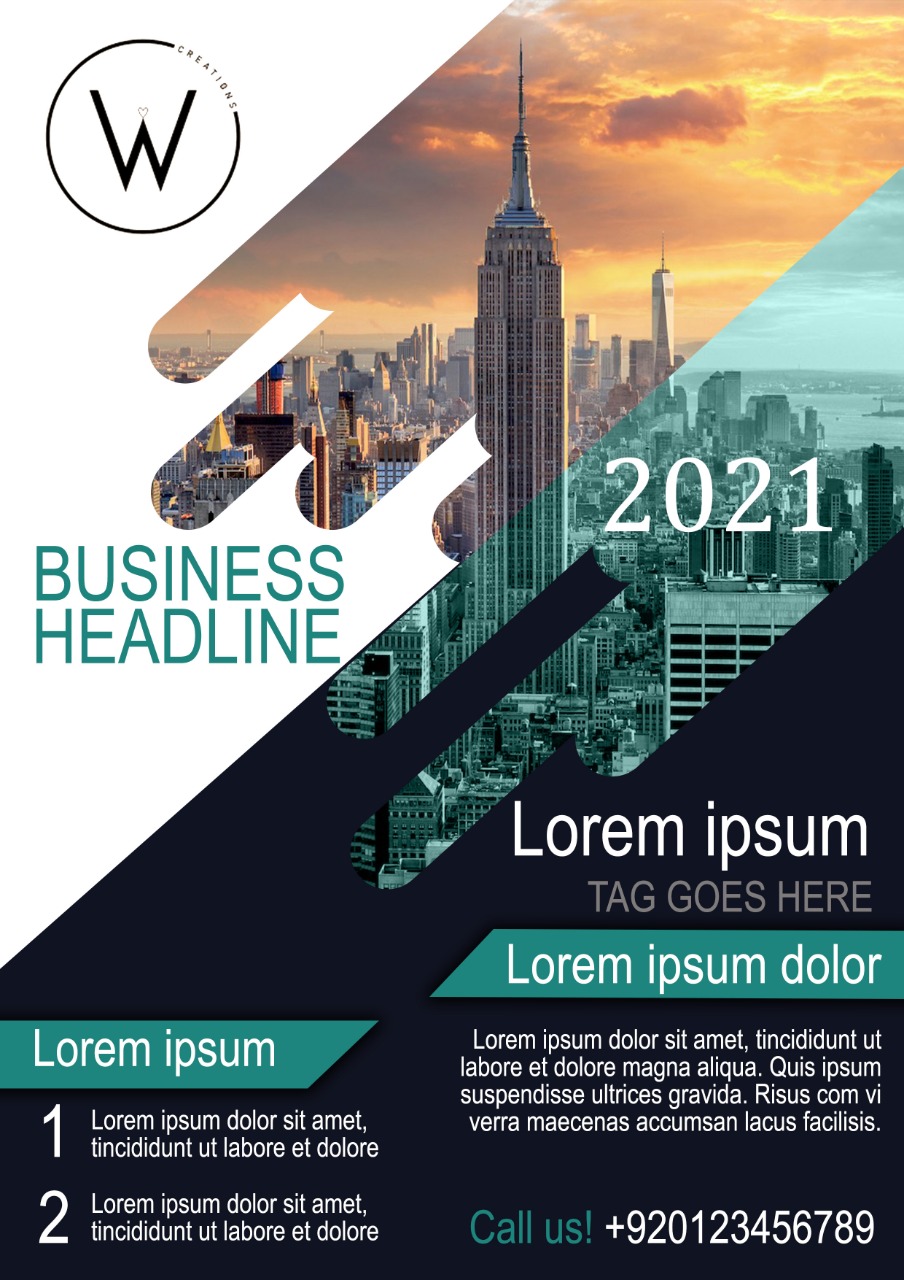 CREATIONS
W
2021
BUSINESS
HEADLINE
Lorem ipsum
TAG GOES HERE
Lorem ipsum dolor
Lorem ipsum dolor sit amet, tincididunt ut
labore et dolore magna aliqua. Quis ipsum
suspendisse ultrices gravida. Risus com vi
verra maecenas accumsan lacus facilisis.
Lorem ipsum
1 Lorem ipsum dolor sit amet,
tincididunt ut labore et dolore
2 Lorem ipsum dolor sit amet,
tincididunt ut labore et dolore
Call us! +920123456789